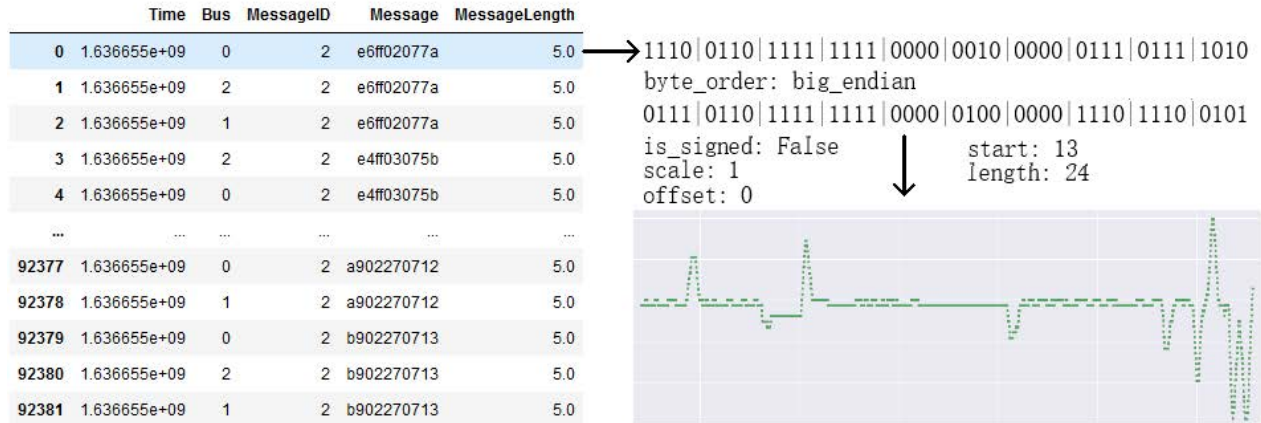 Time Bus MessageID Message MessageLength
0 1.636655e+09 0 2 e6ff02077a 5.0
1 1.636655e+09 2 2 e6ff02077a 5.0
2 1.636655e+09 1 2 e6ff02077a 5.0
3 1.636655e+09 2 2 e4ff03075b 5.0
4 1.636655e+09 0 2 e4ff03075b 5.0
... ... ... ... ... ...
92377 1.636655e+09 0 2 a902270712 5.0
92378 1.636655e+09 1 2 a902270712 5.0
92379 1.636655e+09 0 2 b902270713 5.0
92380 1.636655e+09 2 2 b902270713 5.0
92381 1.636655e+09 1 2 b902270713 5.0
1110|0110|1111|1111|0000|0010|0000|0111|0111|1010
byte_order: big_endian
0111|0110|1111|1111|0000|0100|0000|1110|1110|0101
is_signed: False
scale: 1
offset: 0
start: 13
length: 24